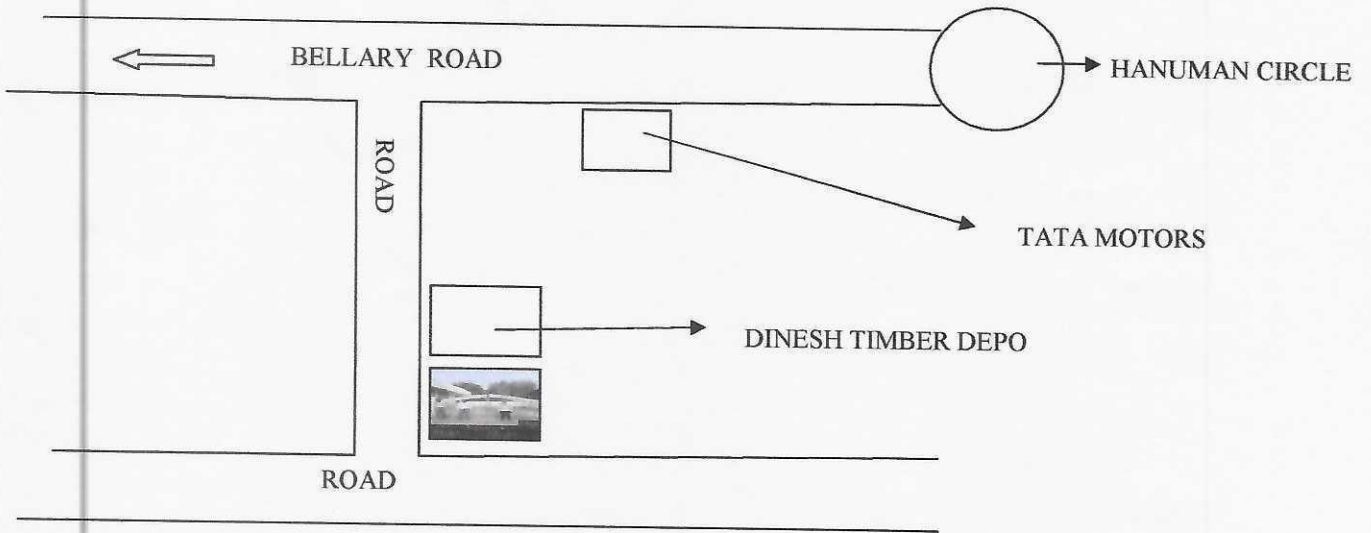 BELLARY ROAD
HANUMAN CIRCLE
ROAD
TATA MOTORS
DINESH TIMBER DEPO
ROAD